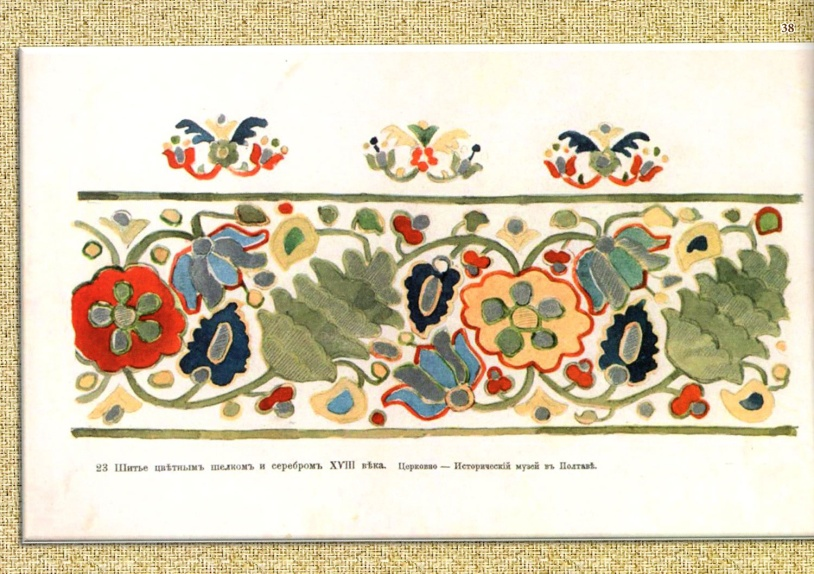 38
23 Шитье цвѣтнымъ шелкомъ и серебромъ XVIII вѣка. Церковно — Историческій музей въ Полтавѣ.